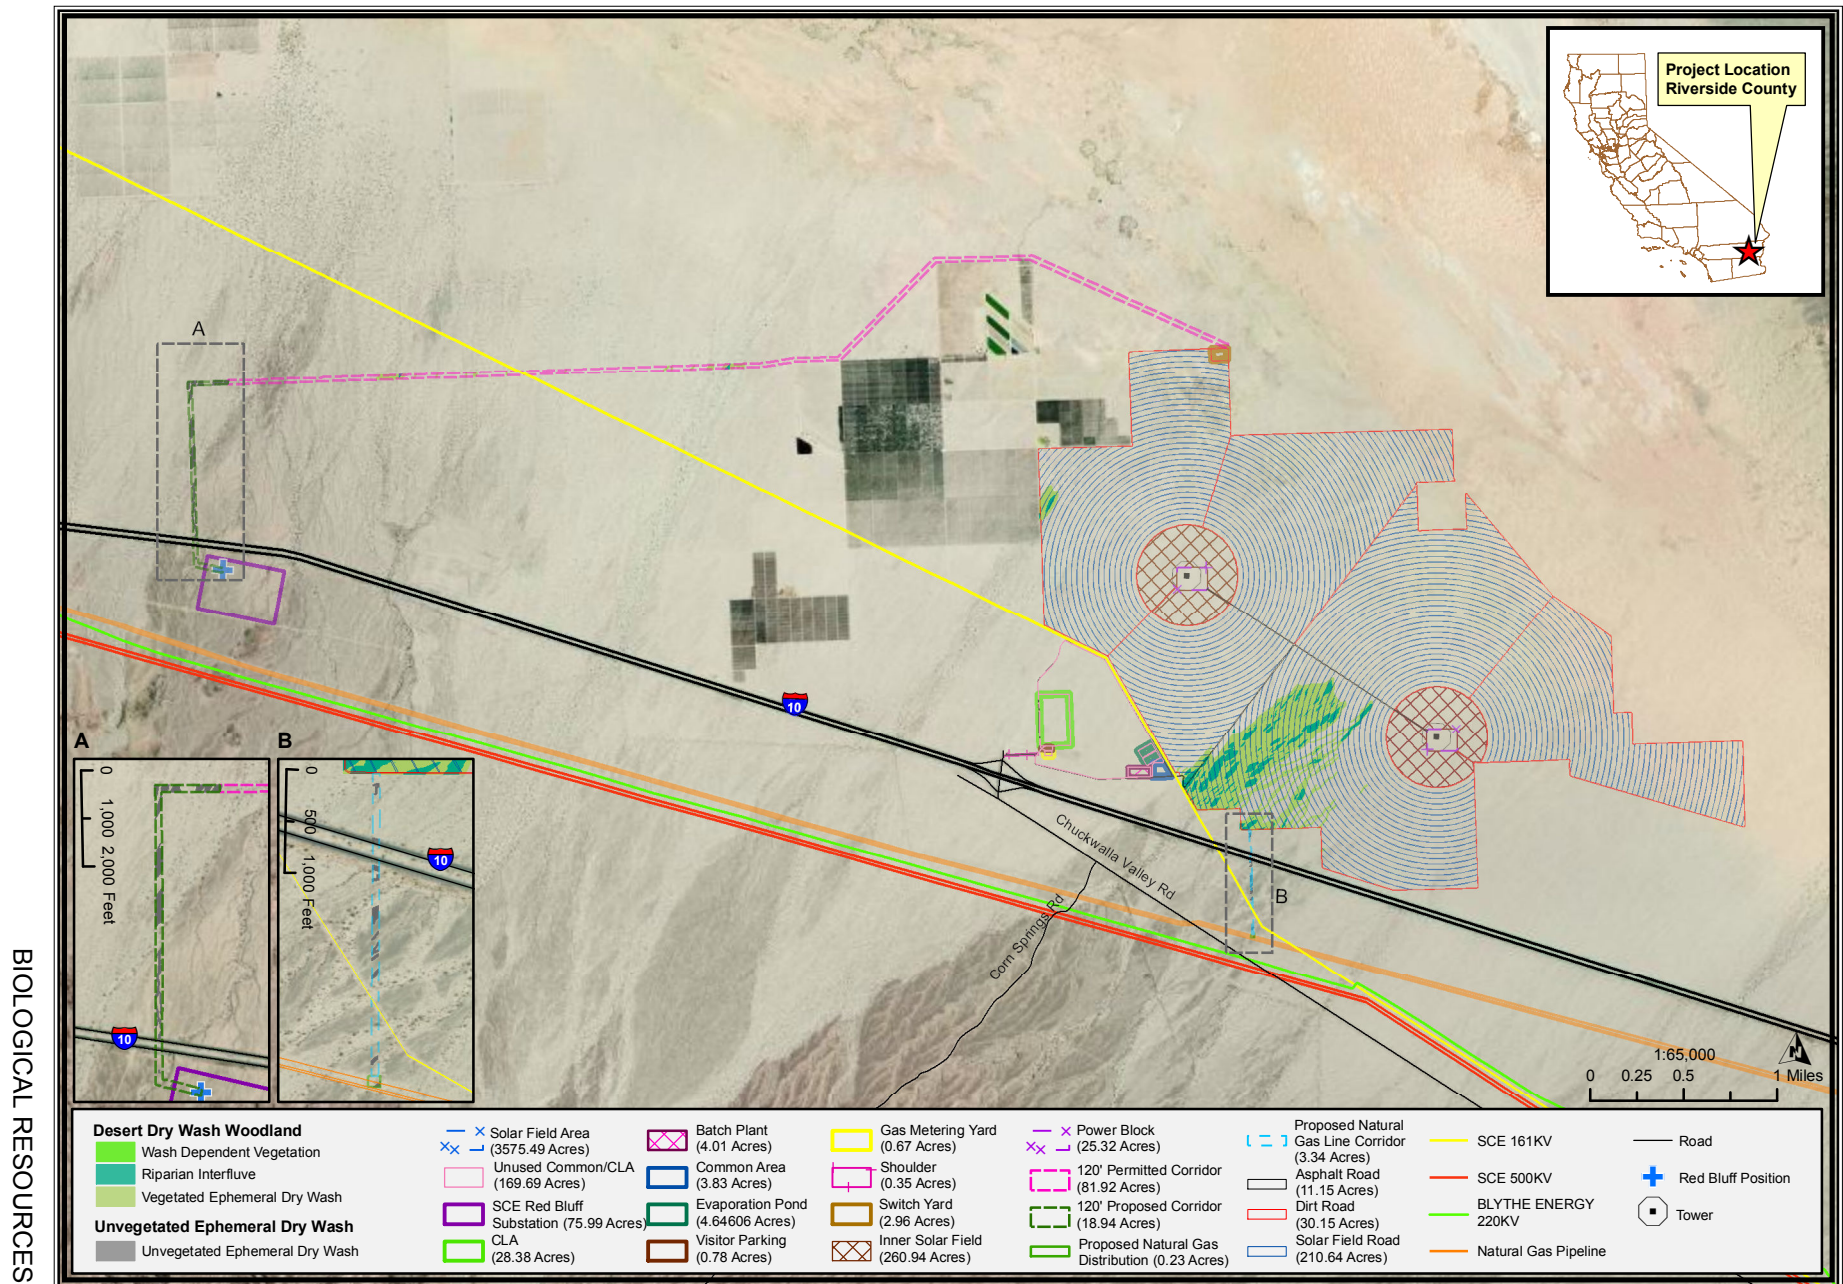 Project Location
Riverside County
A
10
Chuckwalla Valley Rd
Corn Springs Rd
B
A
0
1,000
2,000 Feet
10
B
0
500
1,000 Feet
10
1:65,000
N
0 0.25 0.5 1 Miles
BIOLOGICAL RESOURCES
Desert Dry Wash Woodland
Wash Dependent Vegetation
Riparian Interfluve
Vegetated Ephemeral Dry Wash
Unvegetated Ephemeral Dry Wash
Unvegetated Ephemeral Dry Wash
Solar Field Area
(3575.49 Acres)
Unused Common/CLA
(169.69 Acres)
SCE Red Bluff
Substation (75.99 Acres)
CLA
(28.38 Acres)
Batch Plant
(4.01 Acres)
Common Area
(3.83 Acres)
Evaporation Pond
(4.64606 Acres)
Visitor Parking
(0.78 Acres)
Gas Metering Yard
(0.67 Acres)
Shoulder
(0.35 Acres)
Switch Yard
(2.96 Acres)
Inner Solar Field
(260.94 Acres)
Power Block
(25.32 Acres)
120' Permitted Corridor
(81.92 Acres)
120' Proposed Corridor
(18.94 Acres)
Proposed Natural Gas
Distribution (0.23 Acres)
Proposed Natural
Gas Line Corridor
(3.34 Acres)
Asphalt Road
(11.15 Acres)
Dirt Road
(30.15 Acres)
Solar Field Road
(210.64 Acres)
SCE 161KV
SCE 500KV
BLYTHE ENERGY
220KV
Natural Gas Pipeline
Road
Red Bluff Position
Tower